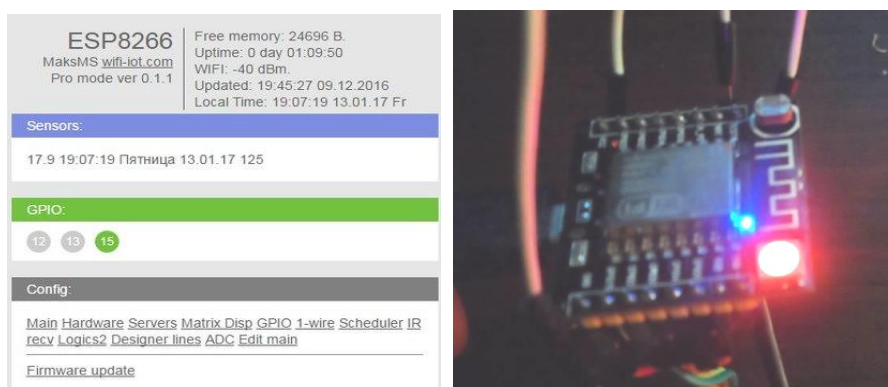 ESP8266
MaksMS wifi-iot.com
Pro mode ver 0.1.1
Free memory: 24696 B.
Uptime: 0 day 01:09:50
WIFI: -40 dBm.
Updated: 19:45:27 09.12.2016
Local Time: 19:07:19 13.01.17 Fr
Sensors:
17.9 19:07:19 Пятница 13.01.17 125
GPIO:
12 13 15
Config:
Main Hardware Servers Matrix Disp GPIO 1-wire Scheduler IR
recv Logics2 Designer lines ADC Edit main
Firmware update